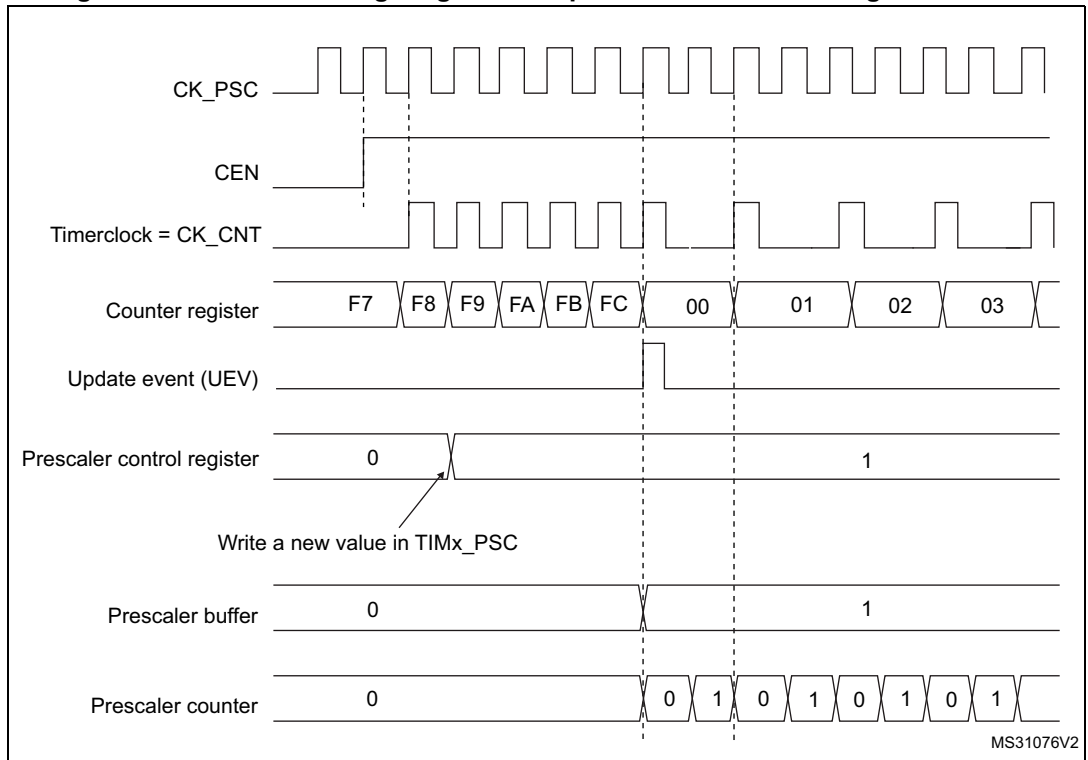 CK_PSC
CEN
Timerclock = CK_CNT
Counter register F7 F8 F9 FA FB FC 00 01 02 03
Update event (UEV)
Prescaler control register 0 1
Write a new value in TIMx_PSC
Prescaler buffer 0 1
Prescaler counter 0 0 1 0 1 0 1 0 1
MS31076V2